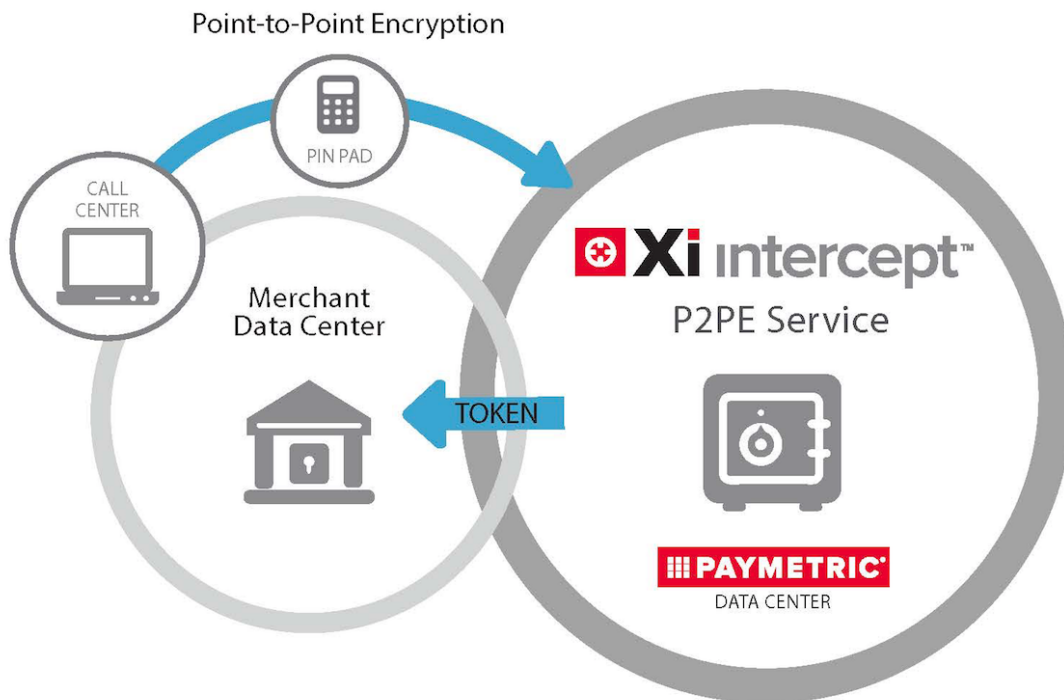 Point-to-Point Encryption
PIN PAD
CALL
CENTER
Merchant
Data Center
TOKEN
Xi intercept™
P2PE Service
PAYMETRIC®
DATA CENTER